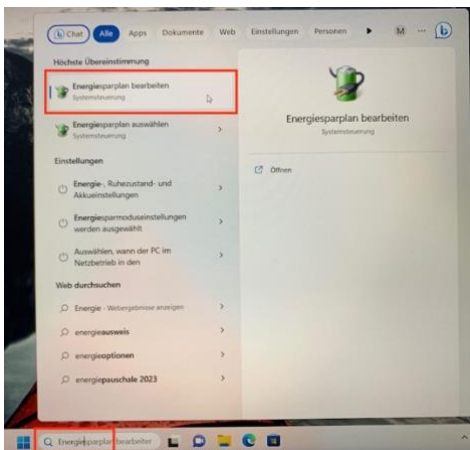 Chat Alle Apps Dokumente Web Einstellungen Personen M ...
Höchste Übereinstimmung
Energiesparplan bearbeiten
Systemsteuerung
Energiesparplan auswählen
Systemsteuerung
Einstellungen
Energie-, Ruhezustand- und
Akkueinstellungen
Energiesparmoduseinstellungen
werden ausgewählt
Auswählen, wann der PC im
Netzbetrieb in den
Web durchsuchen
Energie - Webergebnisse anzeigen
energieausweis
energieoptionen
energiepauschale 2023
Energiesparplan bearbeiten
Systemsteuerung
Öffnen
Energiesparplan bearbeiten